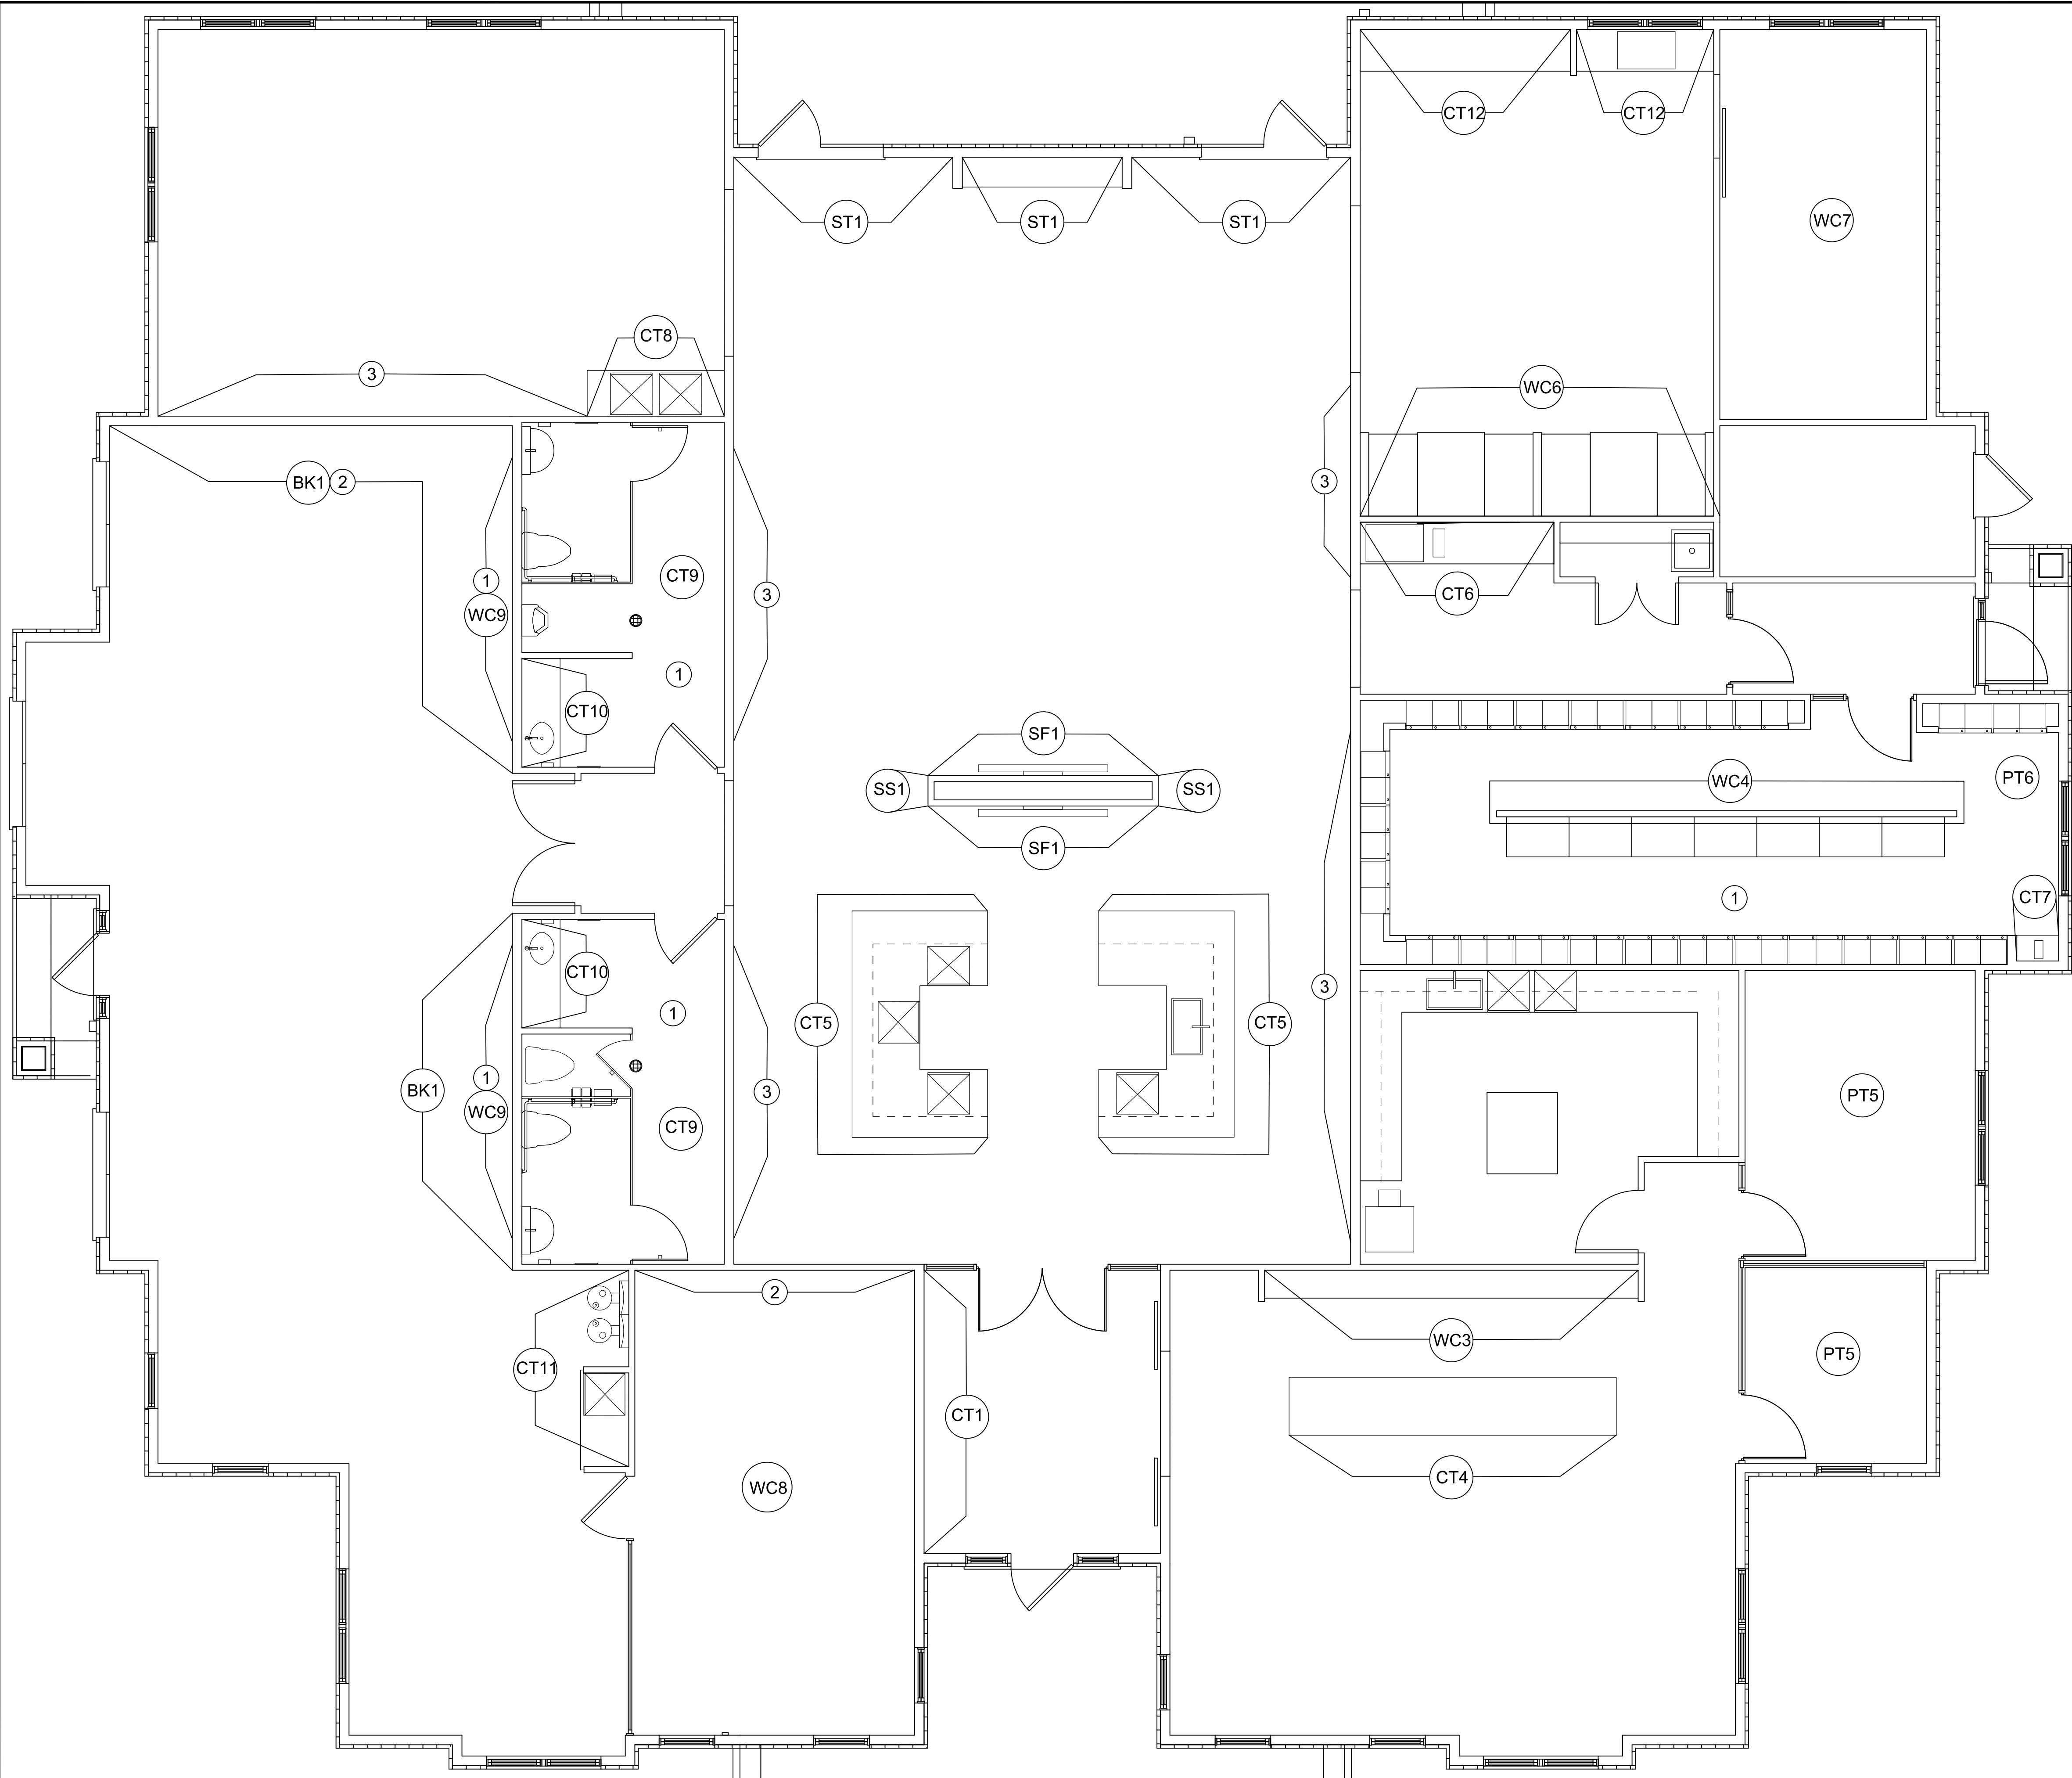 CT12 CT12
ST1 ST1 ST1 WC7
CT8
3 WC6
BK1 2 3
1 CT9 3 CT6
WC9
1
CT10 SF1
SS1 SS1 WC4 PT6
SF1
1 CT7
CT10 3
1 CT5 CT5
BK1 1 3 PT5
WC9 CT9
2
CT11 WC3 PT5
CT1
WC8 CT4